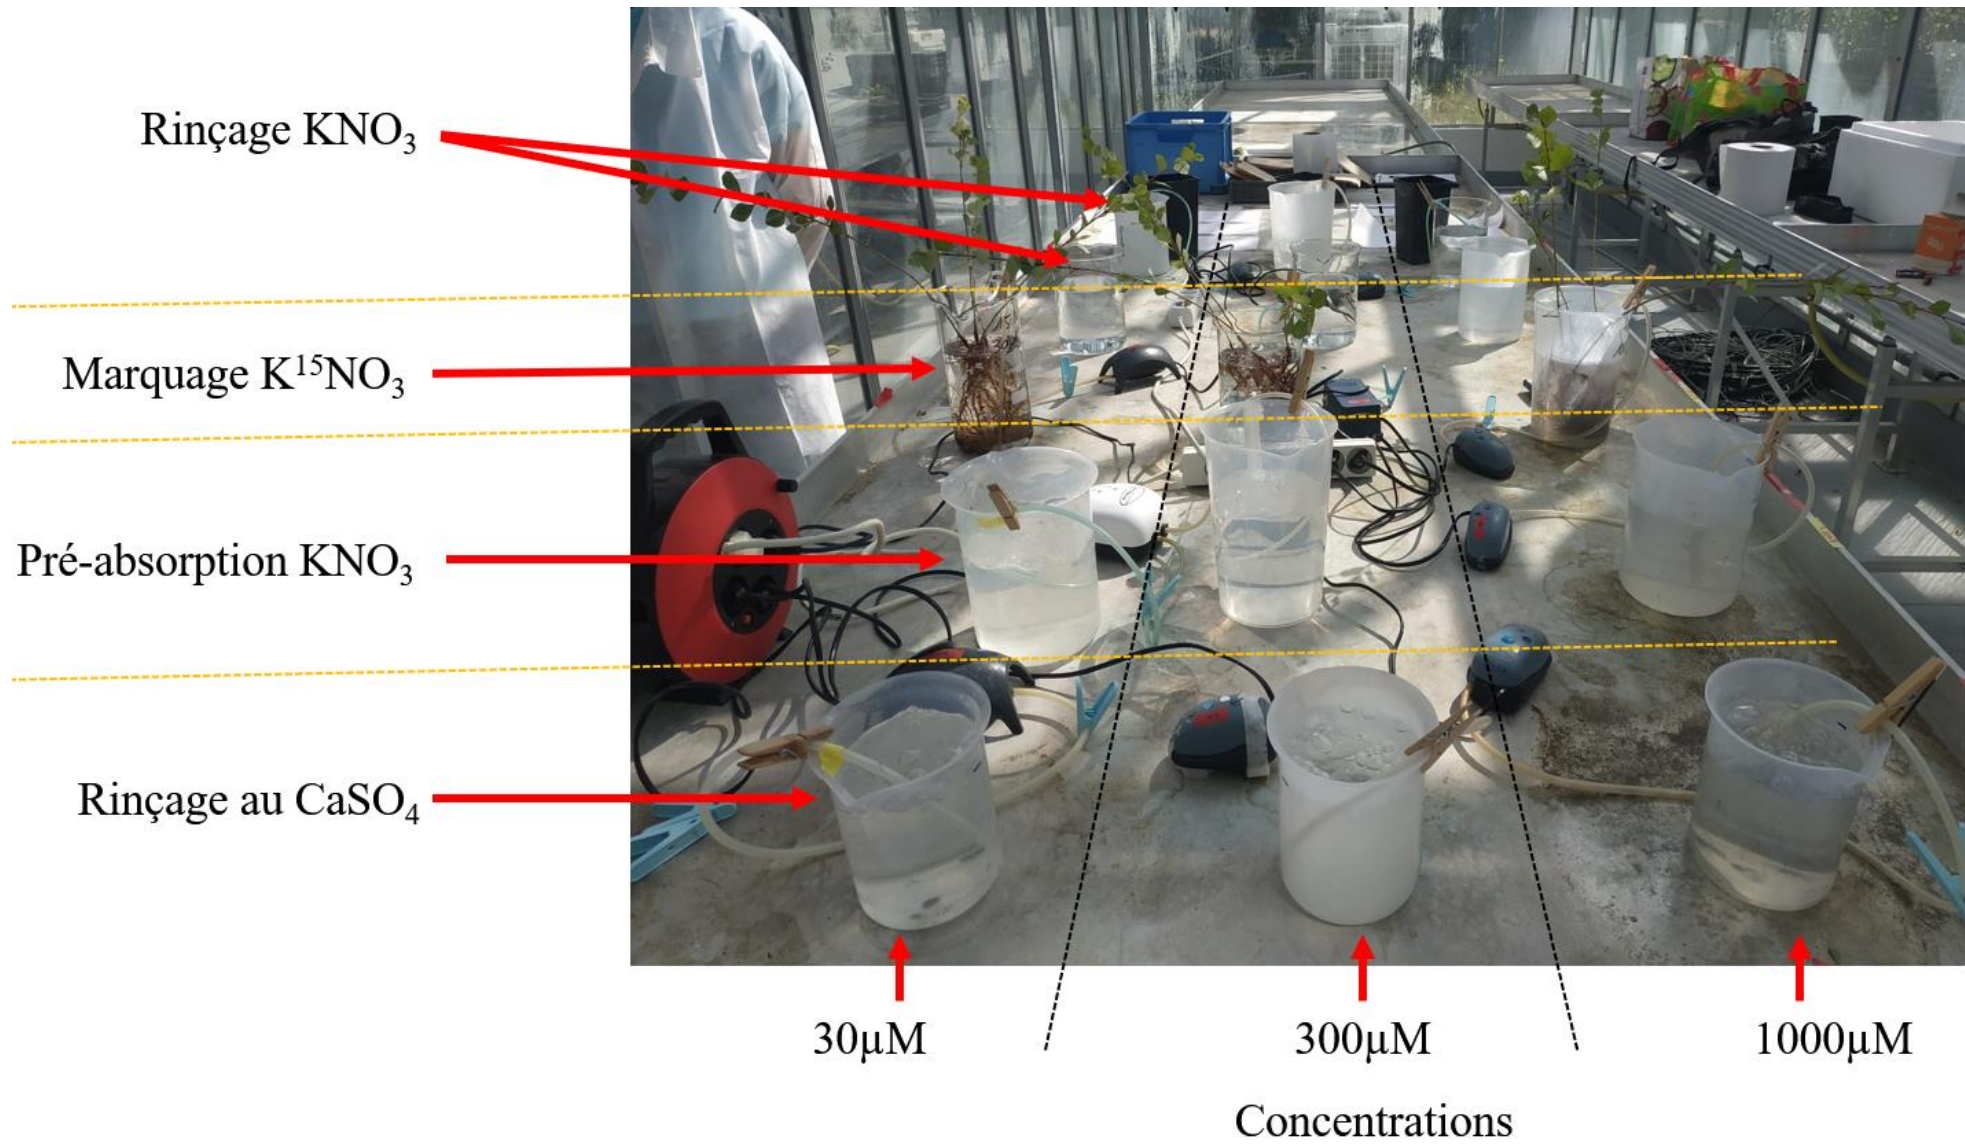 Rinçage KNO₃
Marquage K¹⁵NO₃
Pré-absorption KNO₃
Rinçage au CaSO₄
30µM
300µM
1000µM
Concentrations